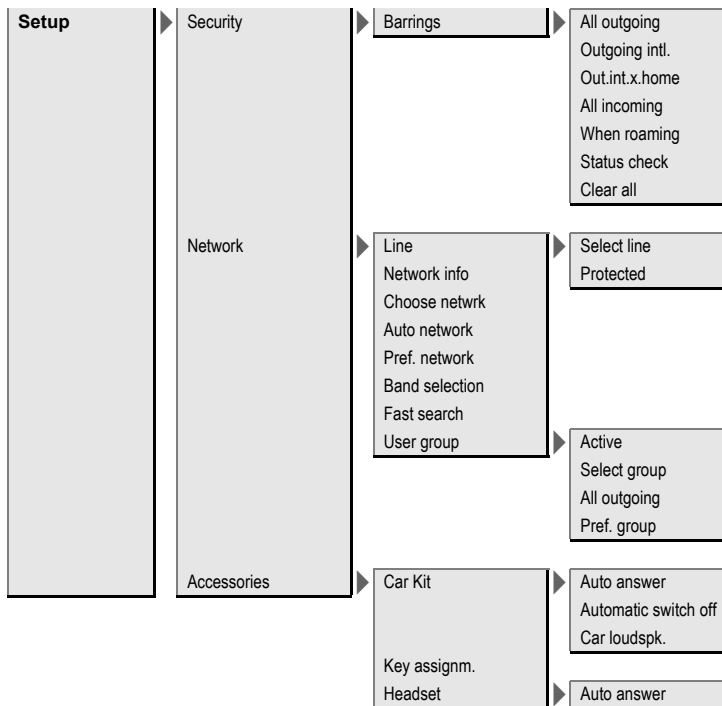 Setup
Security
Barrings
All outgoing
Outgoing intl.
Out.int.x.home
All incoming
When roaming
Status check
Clear all
Network
Line
Select line
Network info
Protected
Choose netwrk
Auto network
Pref. network
Band selection
Fast search
User group
Active
Select group
All outgoing
Pref. group
Accessories
Car Kit
Auto answer
Automatic switch off
Car loudspk.
Key assignm.
Headset
Auto answer